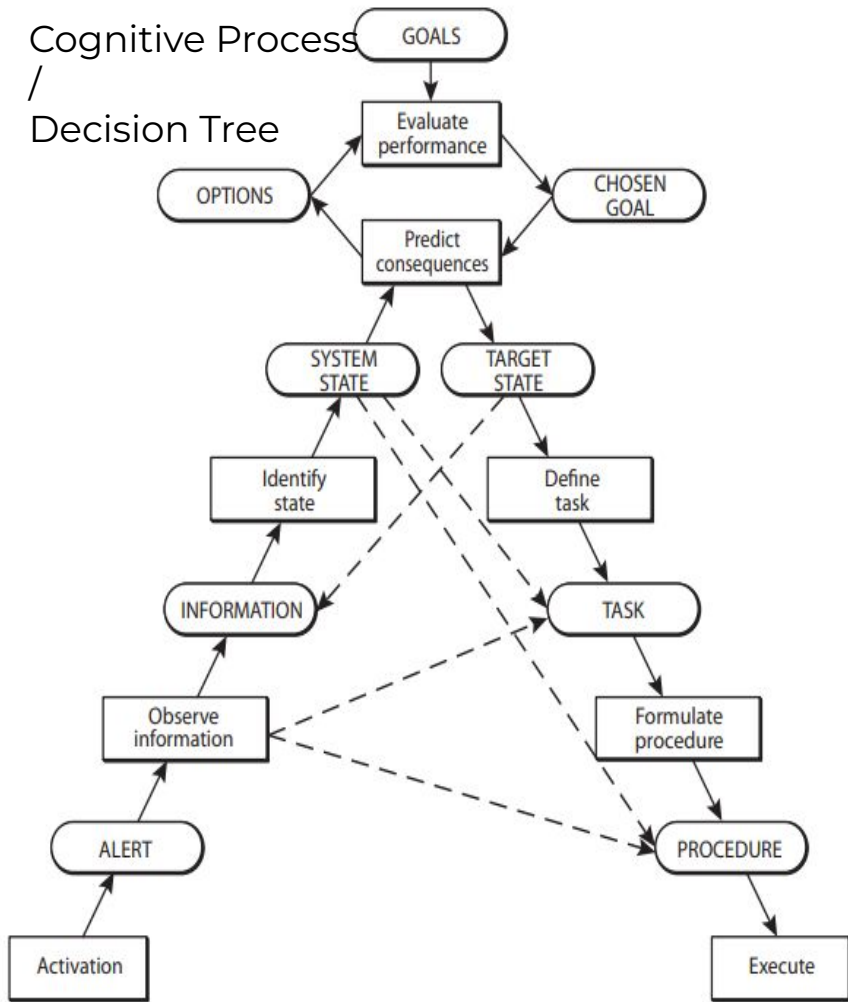 Cognitive Process
/
Decision Tree
GOALS
Evaluate
performance
OPTIONS
CHOSEN
GOAL
Predict
consequences
SYSTEM
STATE
TARGET
STATE
Identify
state
Define
task
INFORMATION
TASK
Observe
information
Formulate
procedure
ALERT
PROCEDURE
Activation
Execute